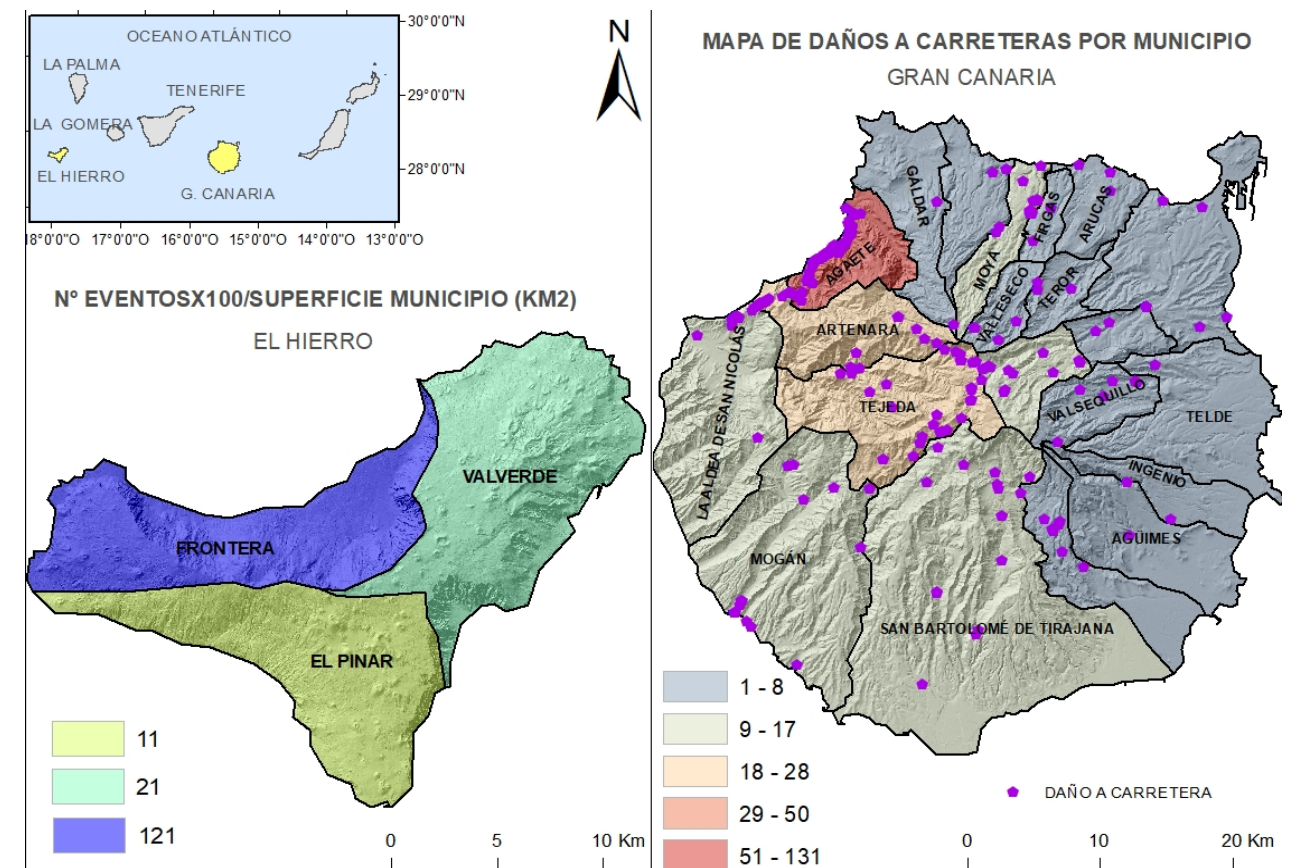 OCEANO ATLÁNTICO
LA PALMA
TENERIFE
LA GOMERA
EL HIERRO
G. CANARIA
30°0'0"N
29°0'0"N
28°0'0"N
18°0'0"O 17°0'0"O 16°0'0"O 15°0'0"O 14°0'0"O 13°0'0"O
N
Nº EVENTOSX100/SUPERFICIE MUNICIPIO (KM2)
EL HIERRO
VALVERDE
FRONTERA
EL PINAR
11
21
121
0 5 10 Km
MAPA DE DAÑOS A CARRETERAS POR MUNICIPIO
GRAN CANARIA
GÁLDAR
FIRGAS
ARUCAS
AGAETE
MOYA
VALLESECO
TEROR
ARTENARA
LA ALDEA DE SAN NICOLÁS
TEJEDA
VALSEQUILLO
TELDE
INGENIO
AGÜIMES
MOGÁN
SAN BARTOLOMÉ DE TIRAJANA
1 - 8
9 - 17
18 - 28
29 - 50
51 - 131
DAÑO A CARRETERA
0 10 20 Km